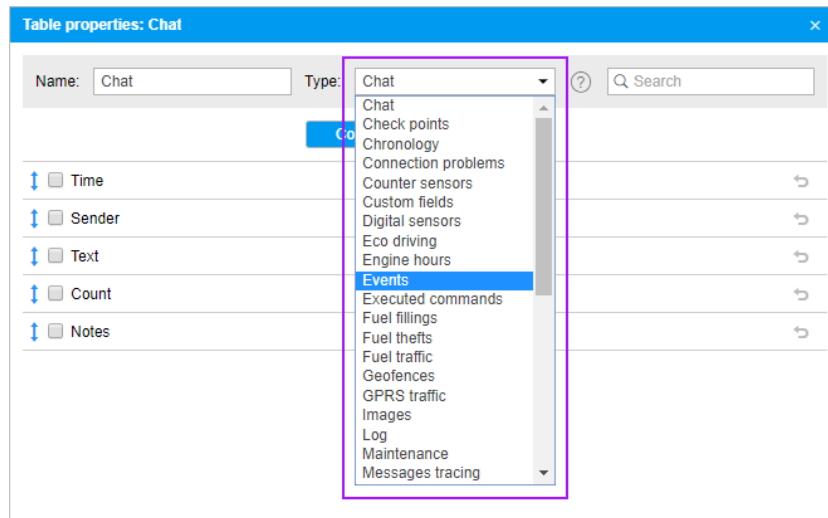 Table properties: Chat
Name: Chat Type: Chat Search
Chat
Check points
Chronology
Connection problems
Counter sensors
Custom fields
Digital sensors
Eco driving
Engine hours
Events
Executed commands
Fuel fillings
Fuel thefts
Fuel traffic
Geofences
GPRS traffic
Images
Log
Maintenance
Messages tracing
Co
Time
Sender
Text
Count
Notes